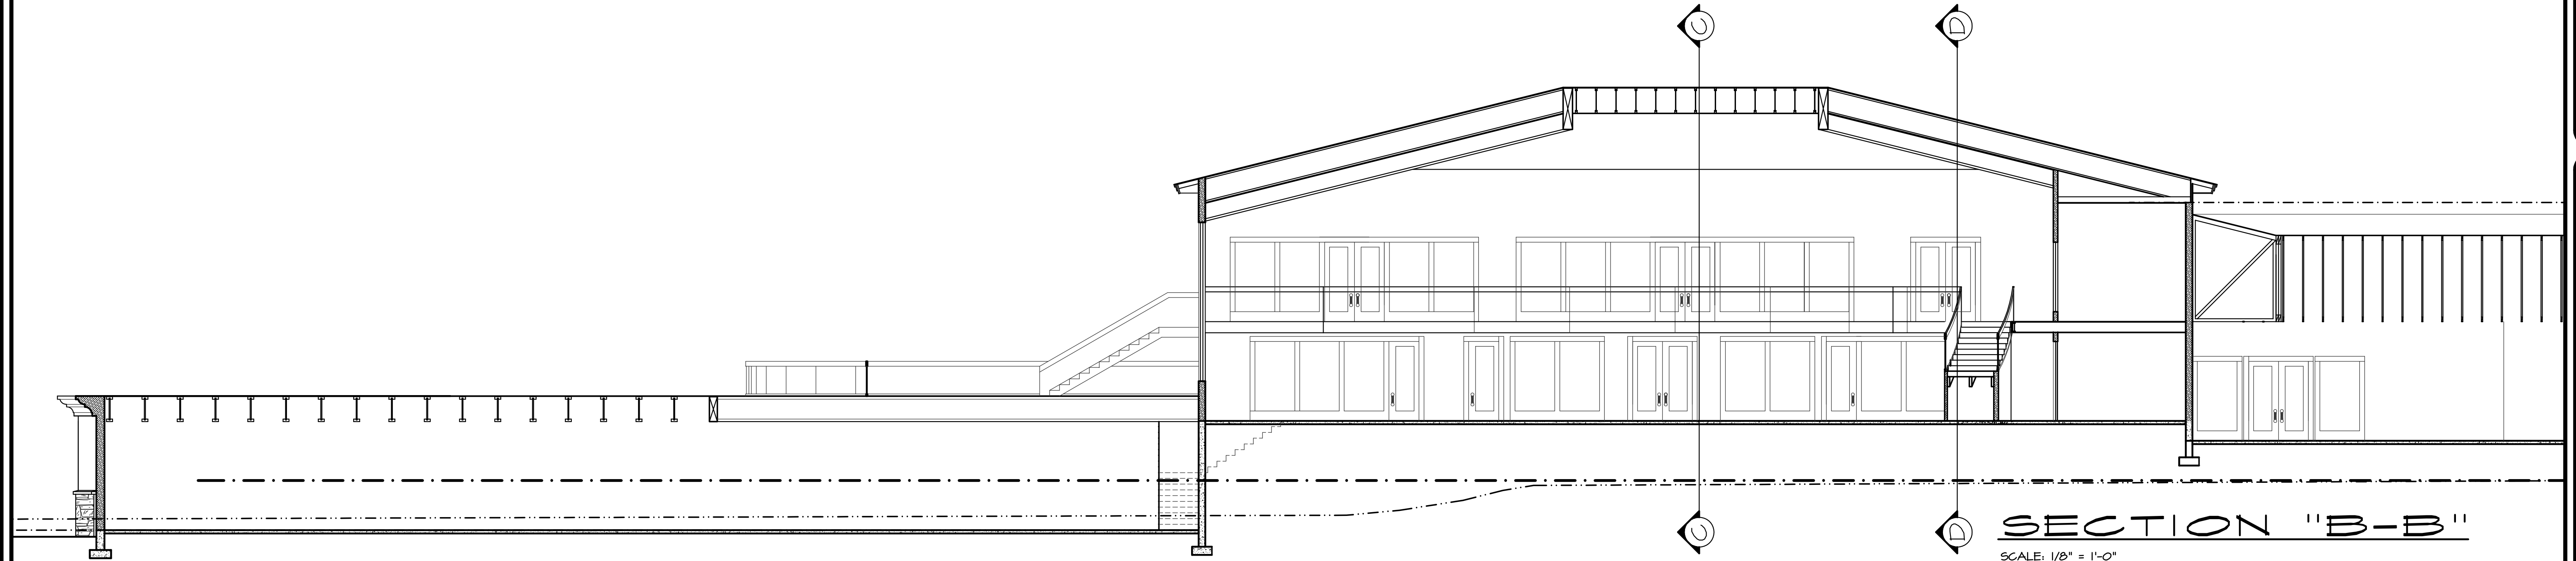 C
D
C
D
SECTION "B-B"
SCALE: 1/8" = 1'-0"